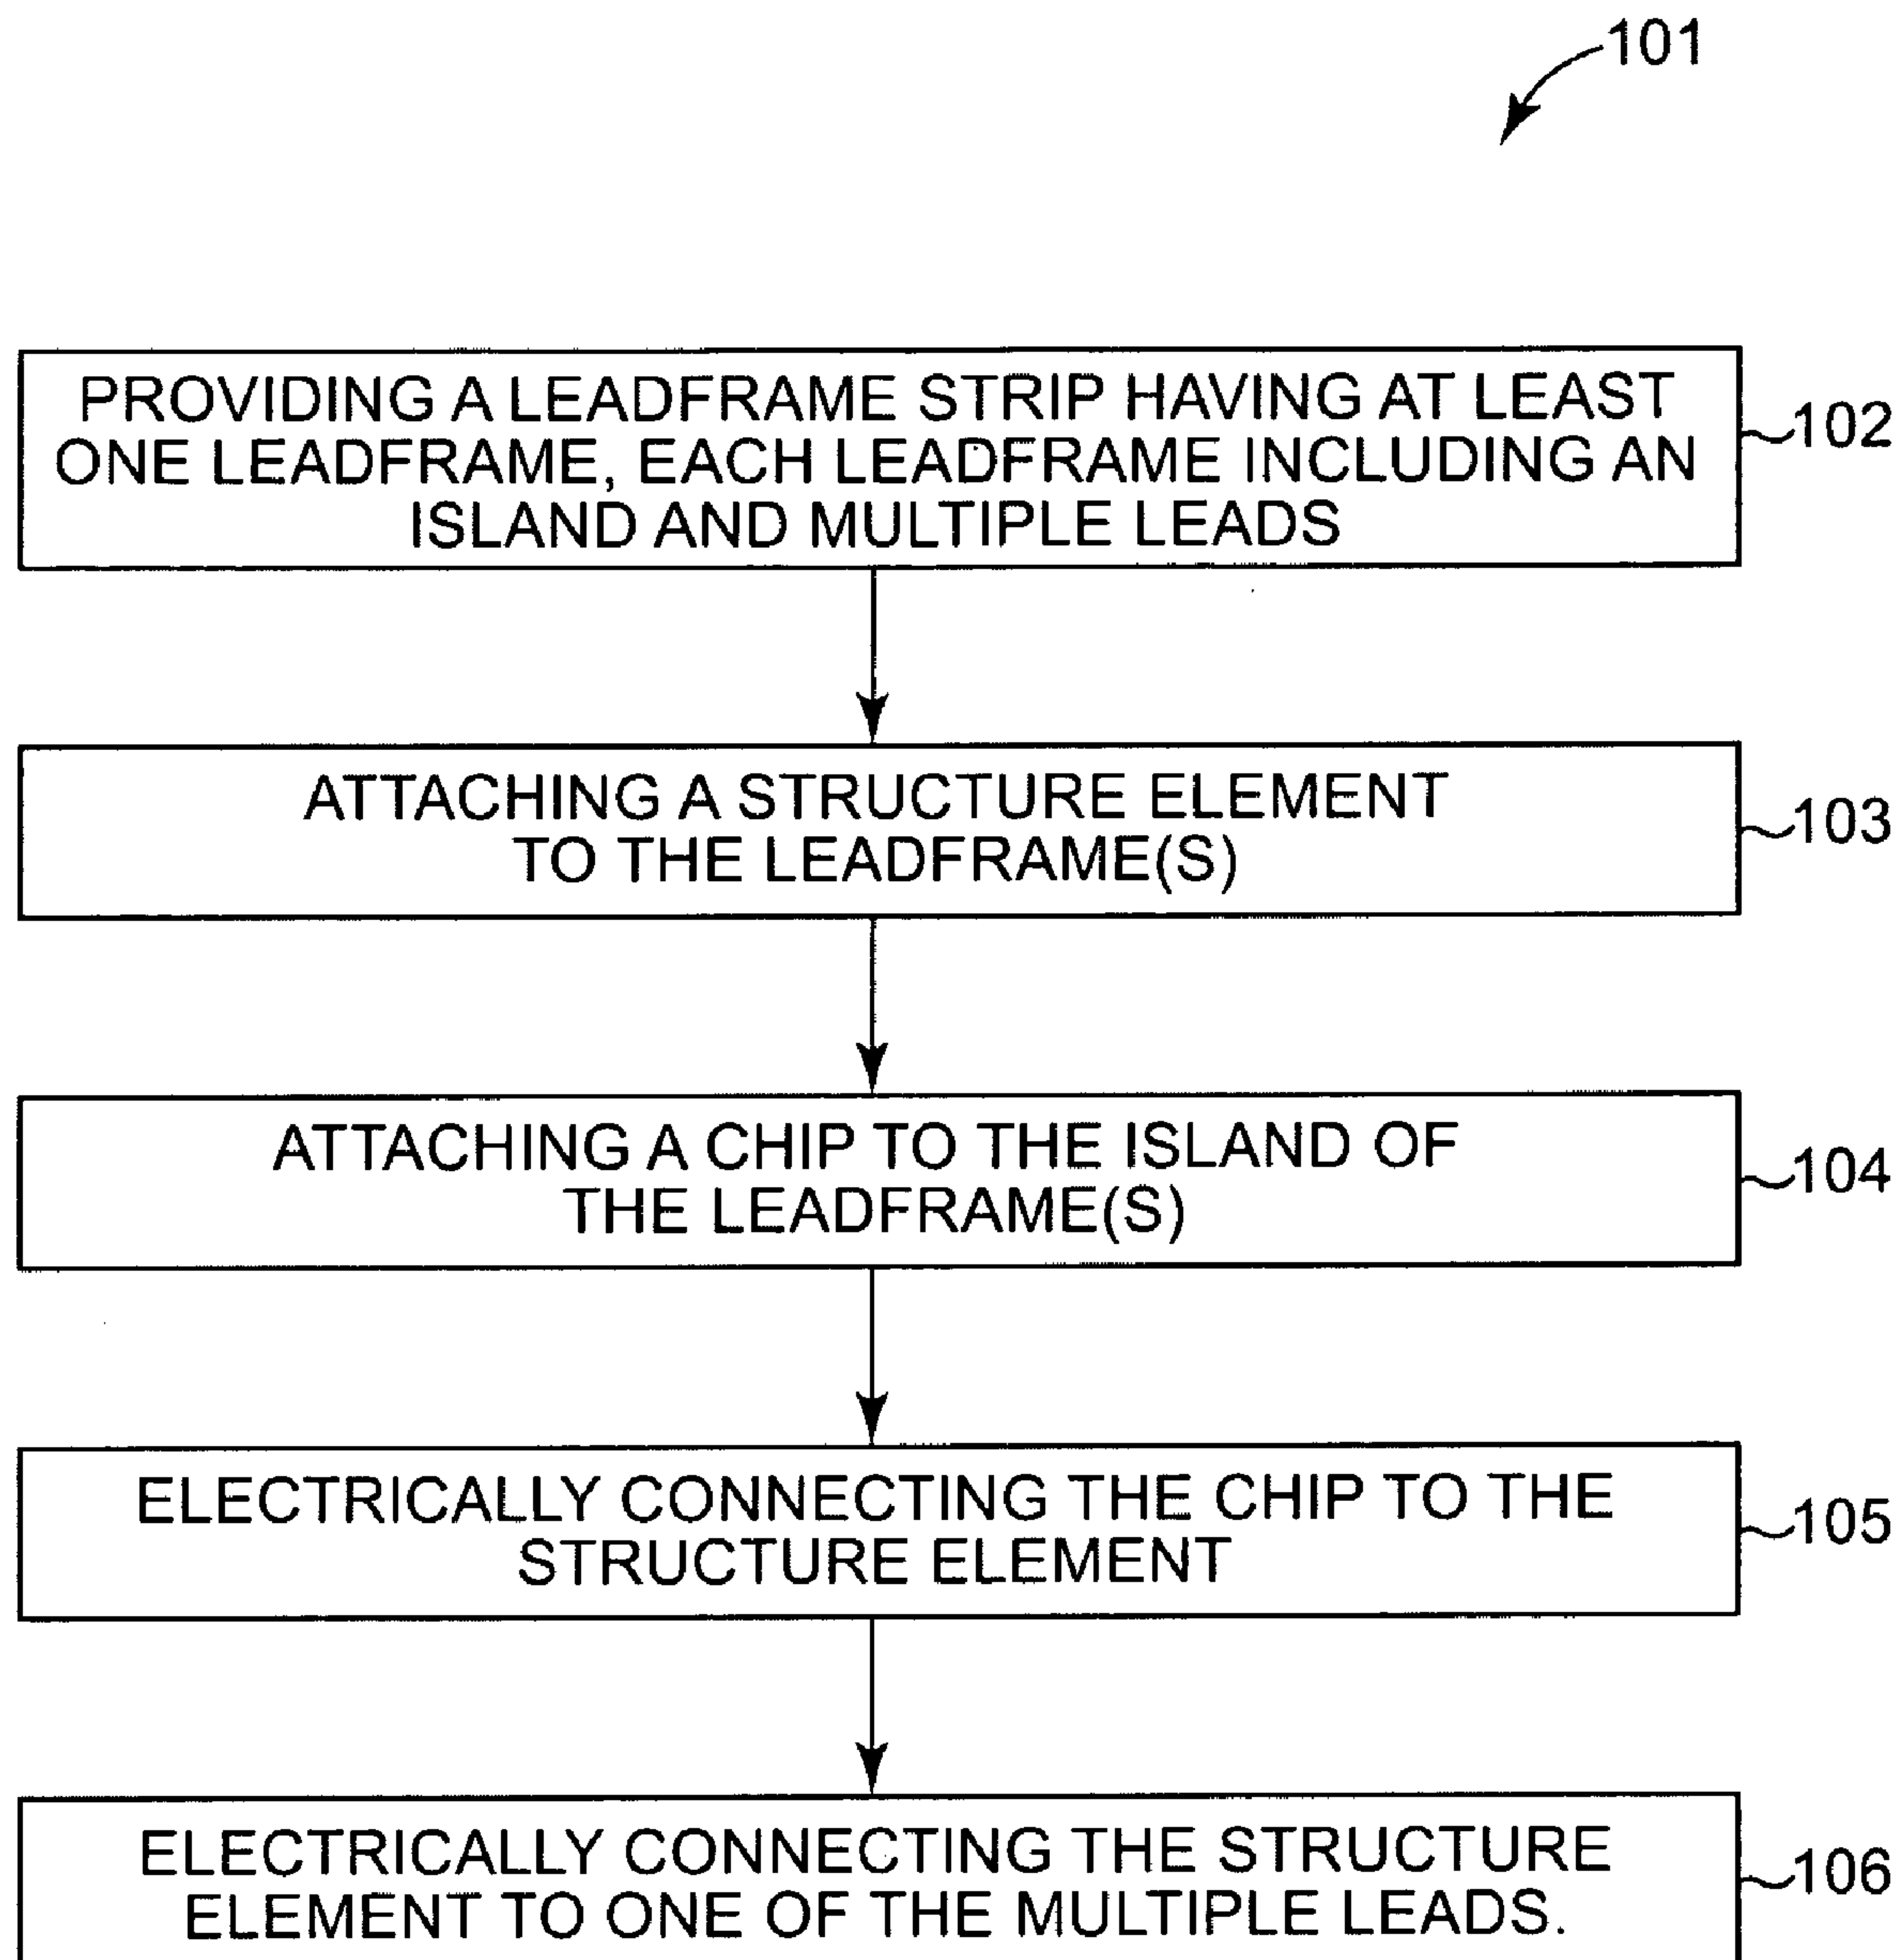 101
PROVIDING A LEADFRAME STRIP HAVING AT LEAST
ONE LEADFRAME, EACH LEADFRAME INCLUDING AN
ISLAND AND MULTIPLE LEADS
102
ATTACHING A STRUCTURE ELEMENT
TO THE LEADFRAME(S)
103
ATTACHING A CHIP TO THE ISLAND OF
THE LEADFRAME(S)
104
ELECTRICALLY CONNECTING THE CHIP TO THE
STRUCTURE ELEMENT
105
ELECTRICALLY CONNECTING THE STRUCTURE
ELEMENT TO ONE OF THE MULTIPLE LEADS.
106